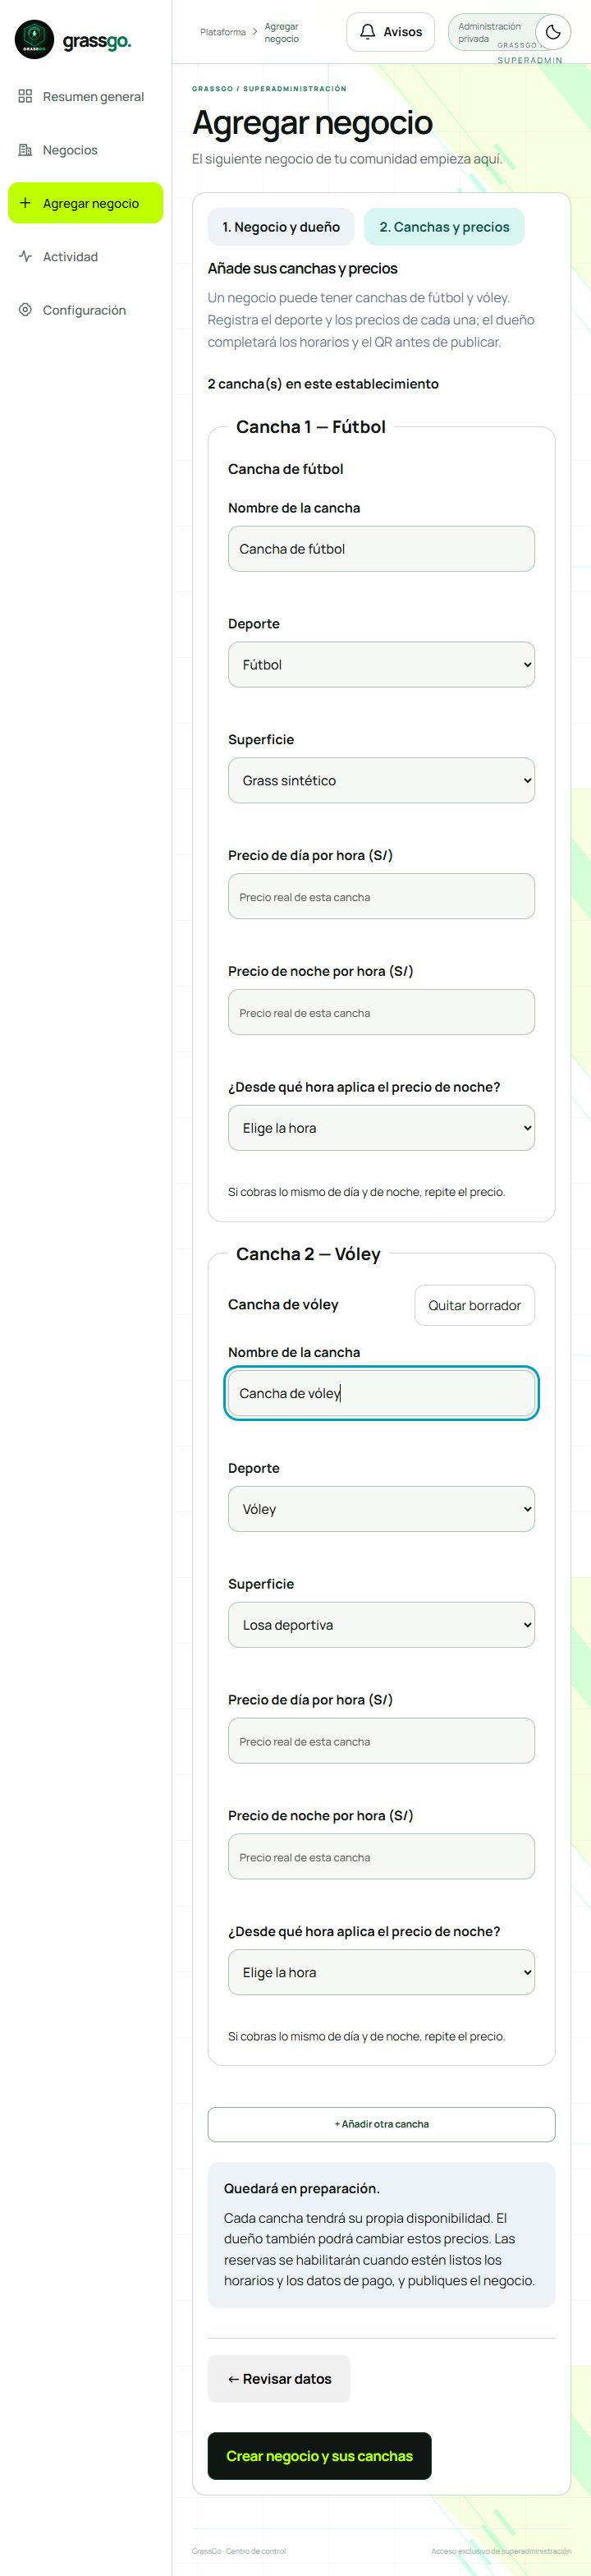 grassgo.
Resumen general
Negocios
Agregar negocio
Actividad
Configuración
Plataforma > Agregar negocio
Avisos
Administración privada
SUPERADMIN
GRASSGO / SUPERADMINISTRACIÓN
Agregar negocio
El siguiente negocio de tu comunidad empieza aquí.
1. Negocio y dueño
2. Canchas y precios
Añade sus canchas y precios
Un negocio puede tener canchas de fútbol y vóley.
Registra el deporte y los precios de cada una; el dueño
completará los horarios y el QR antes de publicar.
2 cancha(s) en este establecimiento
Cancha 1 — Fútbol
Cancha de fútbol
Nombre de la cancha
Cancha de fútbol
Deporte
Fútbol
Superficie
Grass sintético
Precio de día por hora (S/)
Precio real de esta cancha
Precio de noche por hora (S/)
Precio real de esta cancha
¿Desde qué hora aplica el precio de noche?
Elige la hora
Si cobras lo mismo de día y de noche, repite el precio.
Cancha 2 — Vóley
Cancha de vóley
Quitar borrador
Nombre de la cancha
Cancha de vóley
Deporte
Vóley
Superficie
Losa deportiva
Precio de día por hora (S/)
Precio real de esta cancha
Precio de noche por hora (S/)
Precio real de esta cancha
¿Desde qué hora aplica el precio de noche?
Elige la hora
Si cobras lo mismo de día y de noche, repite el precio.
+ Añadir otra cancha
Quedará en preparación.
Cada cancha tendrá su propia disponibilidad. El
dueño también podrá cambiar estos precios. Las
reservas se habilitarán cuando estén listos los
horarios y los datos de pago, y publiques el negocio.
← Revisar datos
Crear negocio y sus canchas
GrassGo · Centro de control
Acceso exclusivo de superadministración